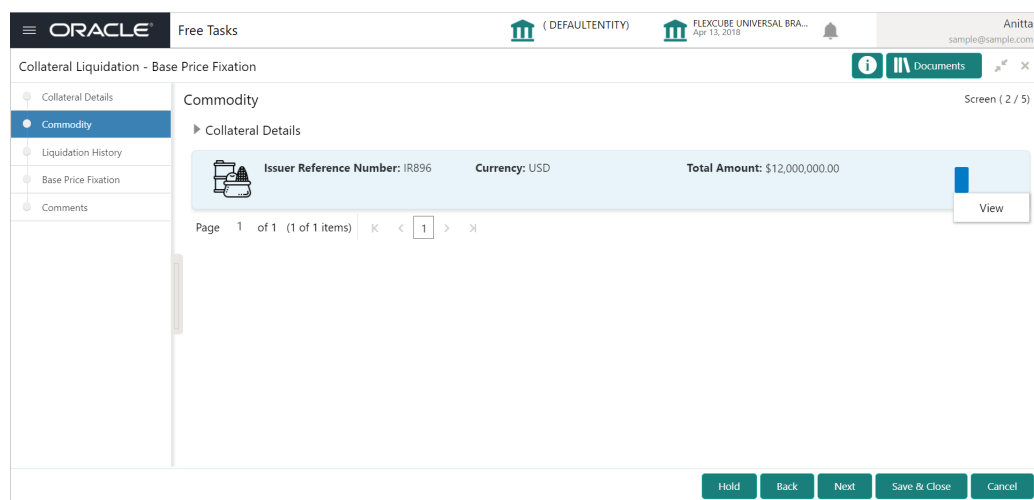 ORACLE
Free Tasks
( DEFAULTENTITY)
FLEXCUBE UNIVERSAL BRA...
Apr 13, 2018
Anitta
sample@sample.com
Collateral Liquidation - Base Price Fixation
i Documents
Collateral Details
Commodity
Liquidation History
Base Price Fixation
Comments
Commodity
Screen ( 2 / 5)
Collateral Details
Issuer Reference Number: IR896 Currency: USD Total Amount: $12,000,000.00
View
Page 1 of 1 (1 of 1 items) 1
Hold Back Next Save & Close Cancel